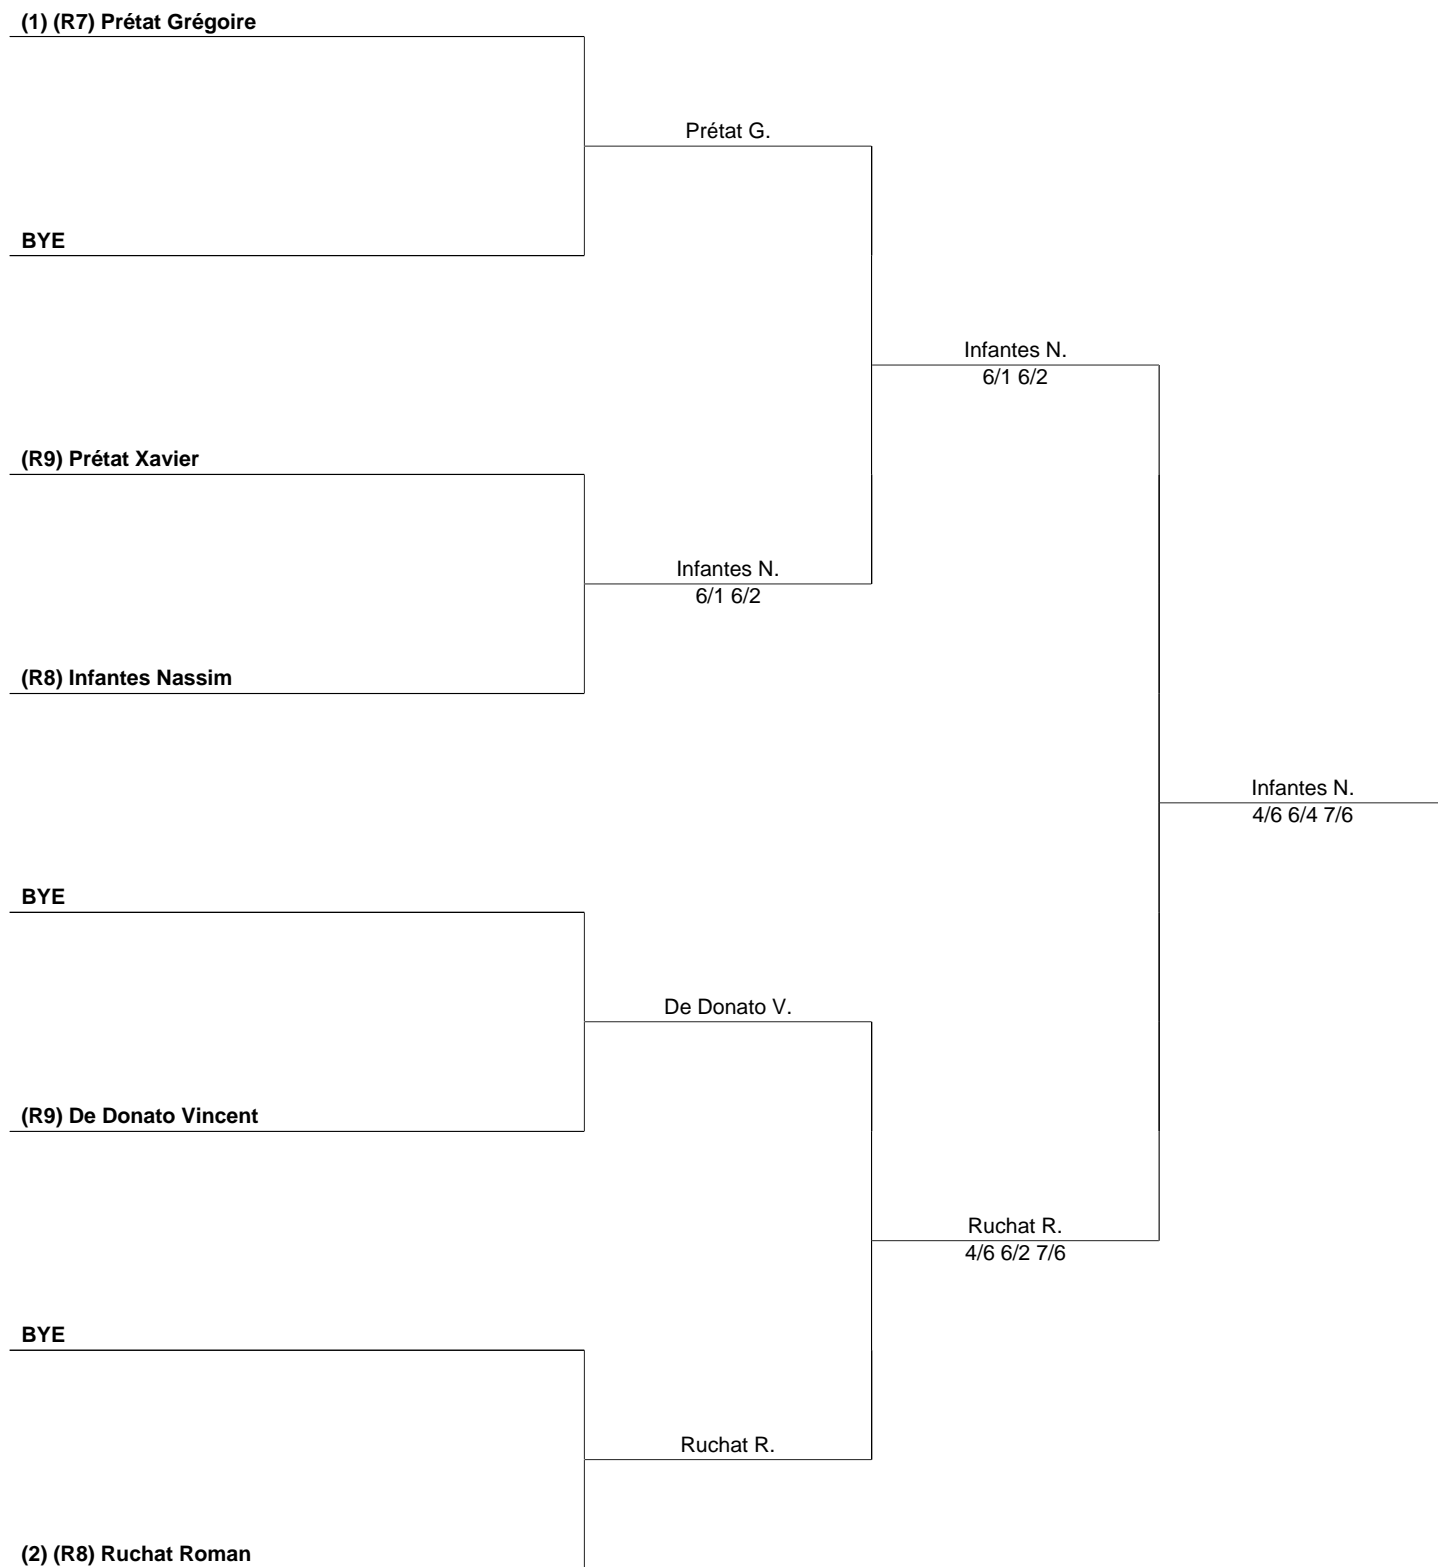 (1) (R7) Prétat Grégoire
Prétat G.
BYE
Infantes N.
6/1 6/2
(R9) Prétat Xavier
Infantes N.
6/1 6/2
(R8) Infantes Nassim
Infantes N.
4/6 6/4 7/6
BYE
De Donato V.
(R9) De Donato Vincent
Ruchat R.
4/6 6/2 7/6
BYE
Ruchat R.
(2) (R8) Ruchat Roman